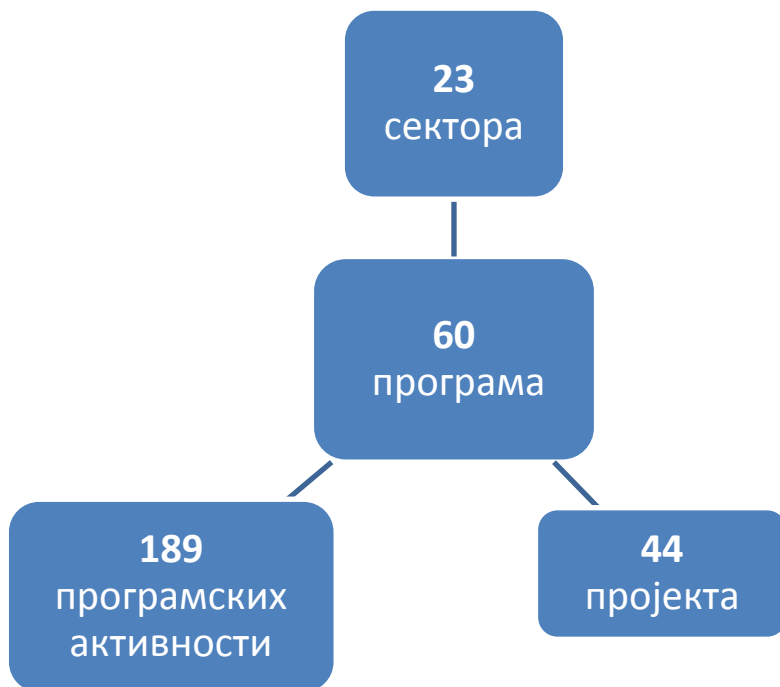 23
сектора
60
програма
189
програмских
активности
44
пројекта